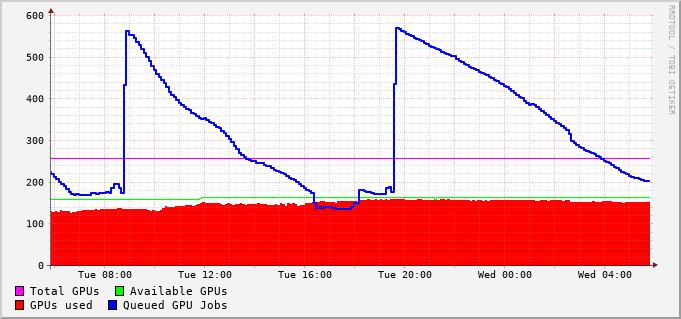 RRDTOOL / TOBI OETIKER
600
500
400
300
200
100
0
Tue 08:00 Tue 12:00 Tue 16:00 Tue 20:00 Wed 00:00 Wed 04:00
Total GPUs Available GPUs
GPUs used Queued GPU Jobs